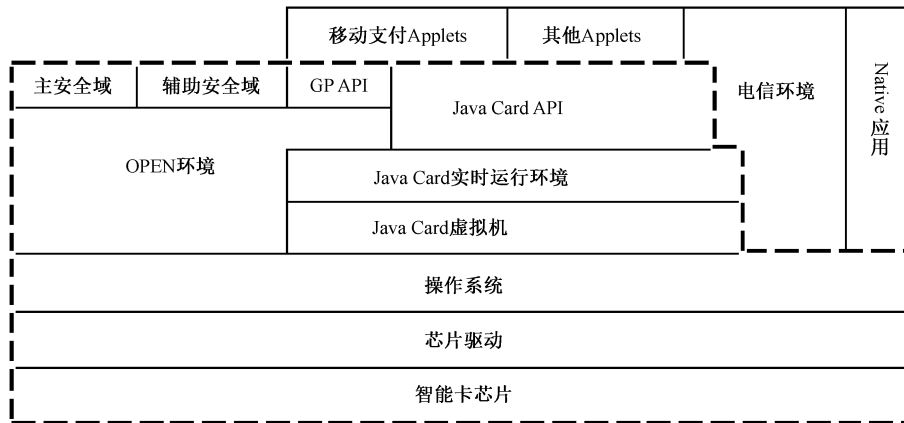 移动支付Applets
其他Applets
主安全域
辅助安全域
GP API
Java Card API
电信环境
Native 应用
OPEN环境
Java Card实时运行环境
Java Card虚拟机
操作系统
芯片驱动
智能卡芯片